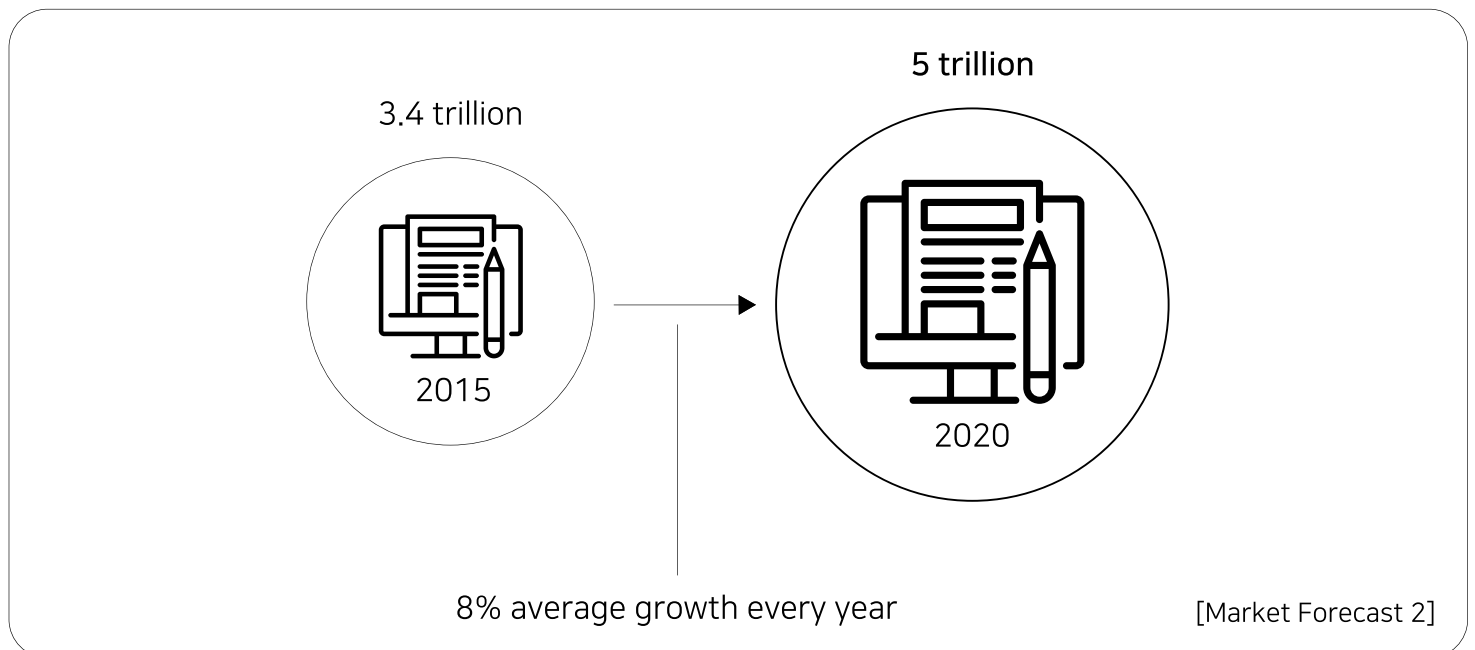 5 trillion
3.4 trillion
2015
2020
8% average growth every year
[Market Forecast 2]